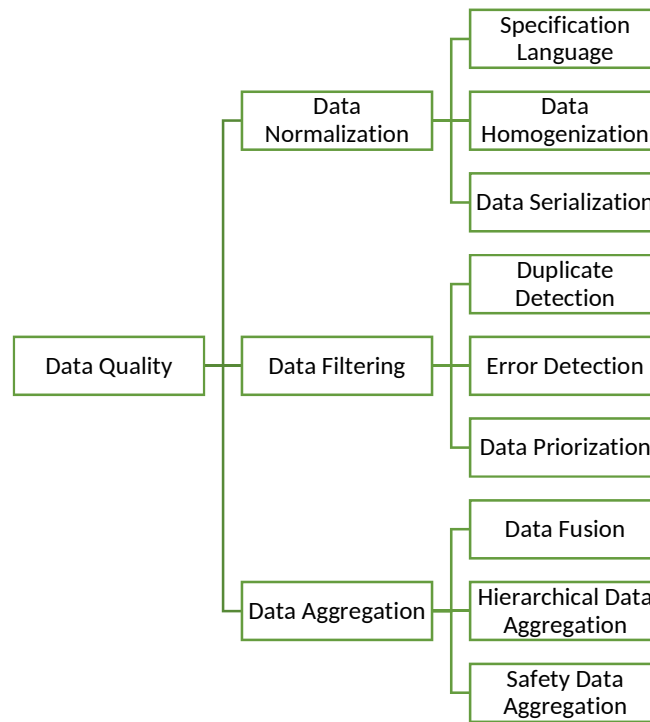 Specification
Language
Data
Normalization
Data
Homogenization
Data Serialization
Duplicate
Detection
Data Quality
Data Filtering
Error Detection
Data Priorization
Data Fusion
Data Aggregation
Hierarchical Data
Aggregation
Safety Data
Aggregation